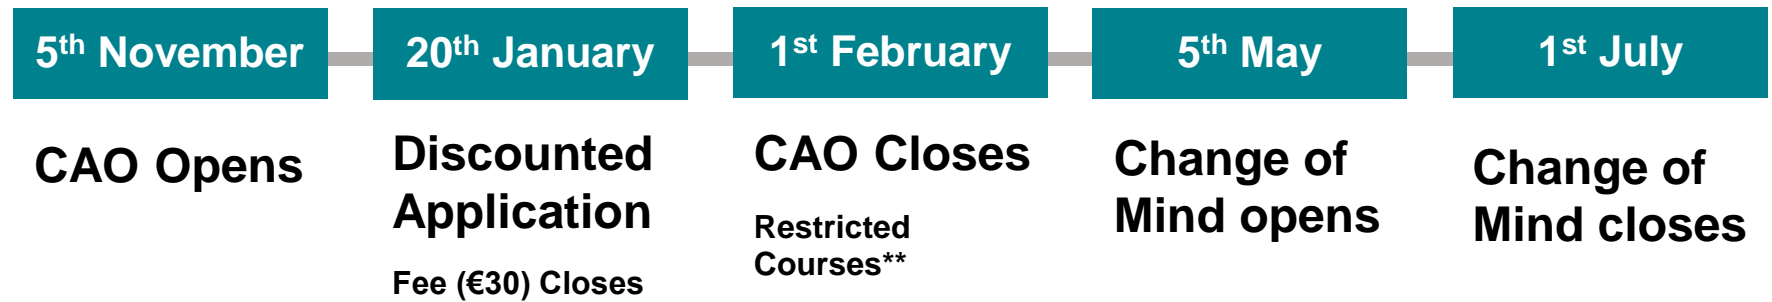 5th November
CAO Opens
20th January
Discounted
Application
Fee (€30) Closes
1st February
CAO Closes
Restricted
Courses**
5th May
Change of
Mind opens
1st July
Change of
Mind closes